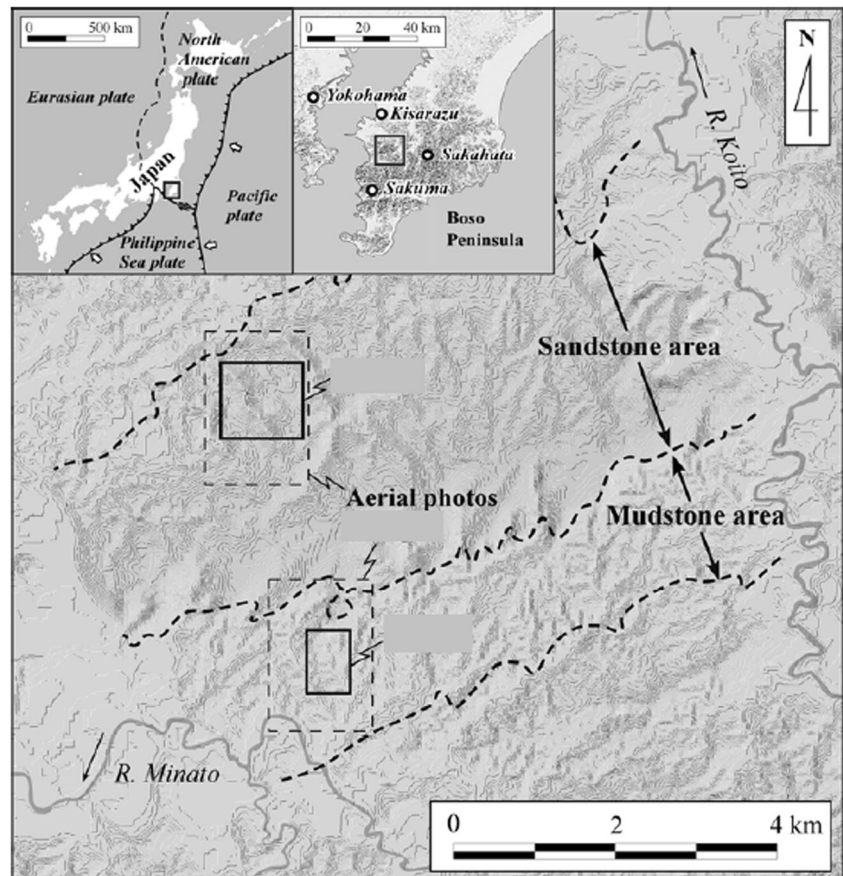 0 500 km
North
American
plate
Eurasian plate
Japan
Pacific
plate
Philippine
Sea plate
0 20 40 km
Yokohama
Kisarazu
Sakahata
Sakuma
Boso
Peninsula
N
R. Koito
Sandstone area
Aerial photos
Mudstone area
R. Minato
0 2 4 km